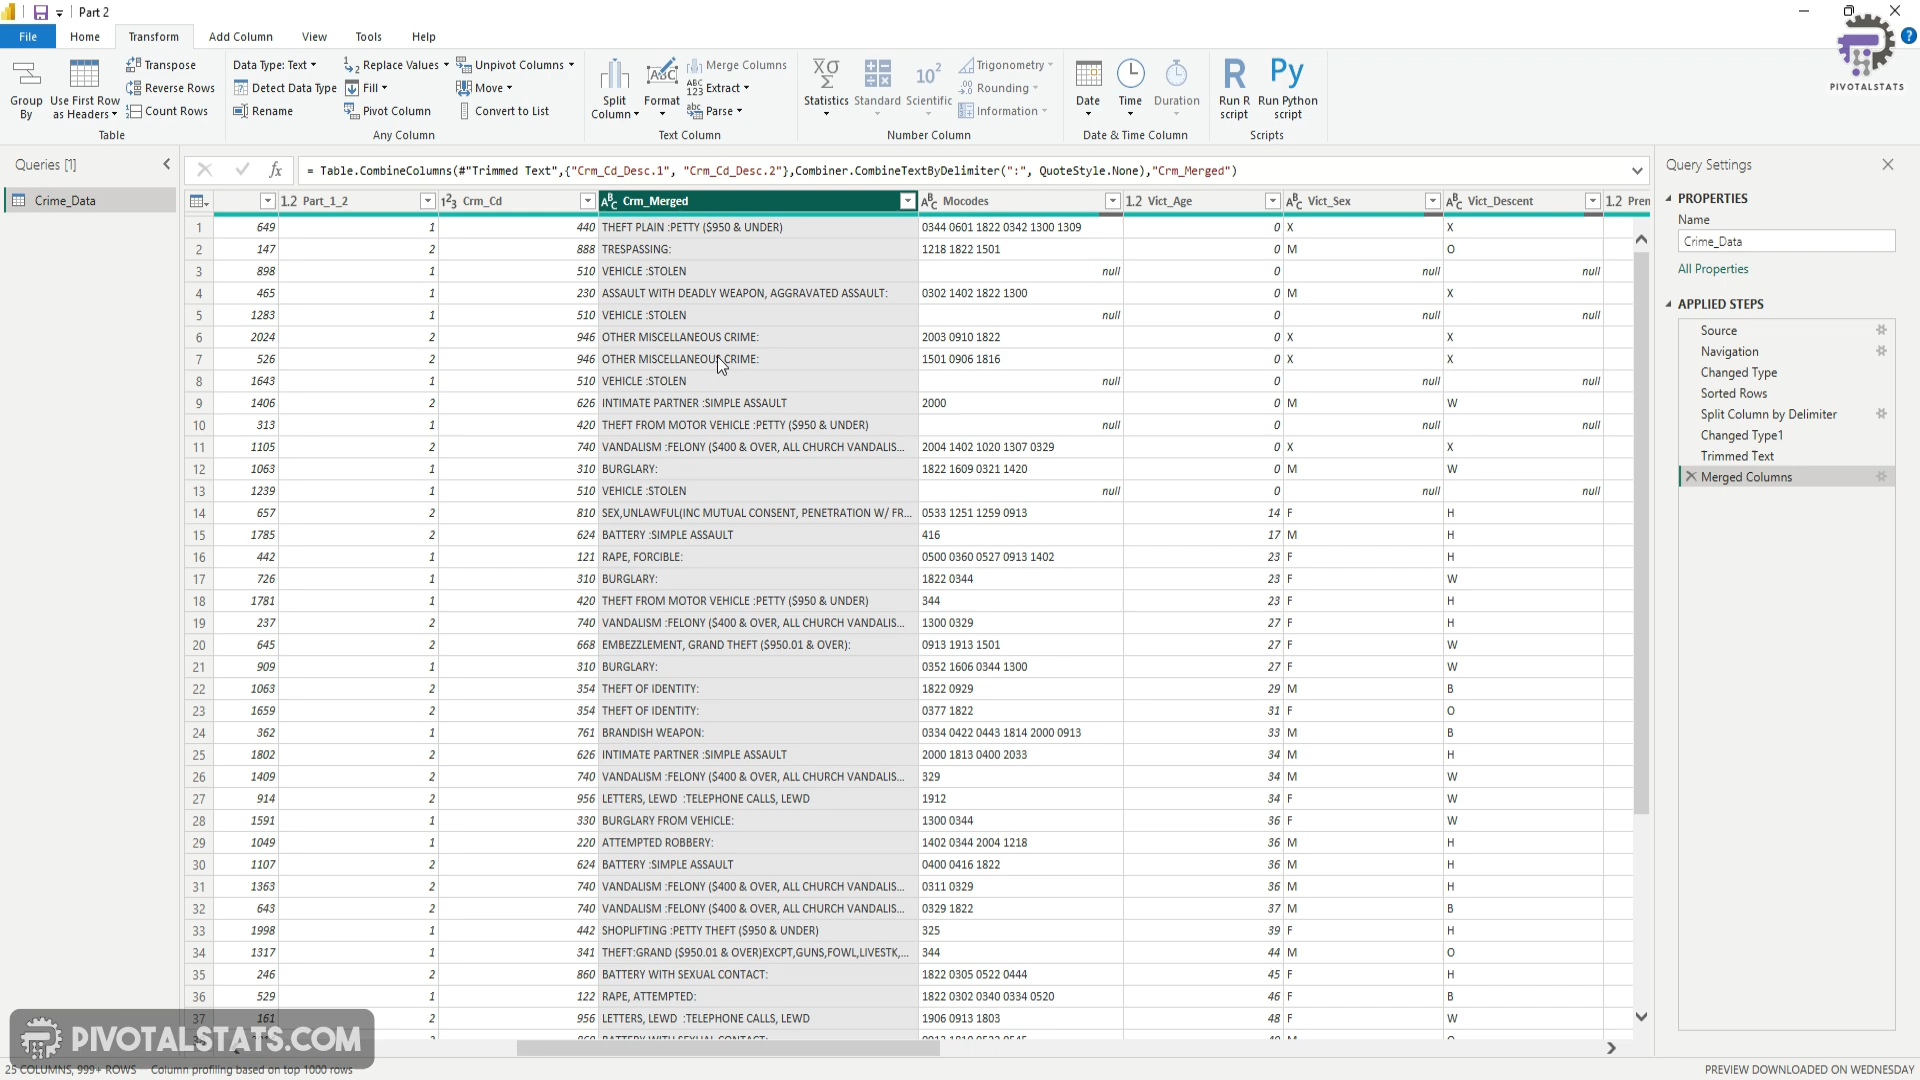 Part 2
File Home Transform Add Column View Tools Help
PIVOTALSTATS
Group By
Use First Row as Headers
Transpose
Reverse Rows
Count Rows
Table
Data Type: Text
Detect Data Type
Rename
Replace Values
Fill
Pivot Column
Unpivot Columns
Move
Convert to List
Any Column
Split Column
Format
Merge Columns
Extract
Parse
Text Column
Statistics
Standard
Scientific
Trigonometry
Rounding
Information
Number Column
Date
Time
Duration
Date & Time Column
Run R script
Run Python script
Scripts
Queries [1]
Crime_Data
= Table.CombineColumns(#"Trimmed Text",{"Crm_Cd_Desc.1", "Crm_Cd_Desc.2"},Combiner.CombineTextByDelimiter(":", QuoteStyle.None),"Crm_Merged")
1.2 Part_1_2 1²3 Crm_Cd ABC Crm_Merged ABC Mocodes 1.2 Vict_Age ABC Vict_Sex ABC Vict_Descent 1.2 Pren
1 649 1 440 THEFT PLAIN :PETTY ($950 & UNDER) 0344 0601 1822 0342 1300 1309 0 X X
2 147 2 888 TRESPASSING: 1218 1822 1501 0 M O
3 898 1 510 VEHICLE :STOLEN null 0 null null
4 465 1 230 ASSAULT WITH DEADLY WEAPON, AGGRAVATED ASSAULT: 0302 1402 1822 1300 0 M X
5 1283 1 510 VEHICLE :STOLEN null 0 null null
6 2024 2 946 OTHER MISCELLANEOUS CRIME: 2003 0910 1822 0 X X
7 526 2 946 OTHER MISCELLANEOUS CRIME: 1501 0906 1816 0 X X
8 1643 1 510 VEHICLE :STOLEN null 0 null null
9 1406 2 626 INTIMATE PARTNER :SIMPLE ASSAULT 2000 0 M W
10 313 1 420 THEFT FROM MOTOR VEHICLE :PETTY ($950 & UNDER) null 0 null null
11 1105 2 740 VANDALISM :FELONY ($400 & OVER, ALL CHURCH VANDALIS... 2004 1402 1020 1307 0329 0 X X
12 1063 1 310 BURGLARY: 1822 1609 0321 1420 0 M W
13 1239 1 510 VEHICLE :STOLEN null 0 null null
14 657 2 810 SEX,UNLAWFUL(INC MUTUAL CONSENT, PENETRATION W/ FR... 0533 1251 1259 0913 14 F H
15 1785 2 624 BATTERY :SIMPLE ASSAULT 416 17 M H
16 442 1 121 RAPE, FORCIBLE: 0500 0360 0527 0913 1402 23 F H
17 726 1 310 BURGLARY: 1822 0344 23 F W
18 1781 1 420 THEFT FROM MOTOR VEHICLE :PETTY ($950 & UNDER) 344 23 F H
19 237 2 740 VANDALISM :FELONY ($400 & OVER, ALL CHURCH VANDALIS... 1300 0329 27 F H
20 645 2 668 EMBEZZLEMENT, GRAND THEFT ($950.01 & OVER): 0913 1913 1501 27 F W
21 909 1 310 BURGLARY: 0352 1606 0344 1300 27 F W
22 1063 2 354 THEFT OF IDENTITY: 1822 0929 29 M B
23 1659 2 354 THEFT OF IDENTITY: 0377 1822 31 F O
24 362 1 761 BRANDISH WEAPON: 0334 0422 0443 1814 2000 0913 33 M B
25 1802 2 626 INTIMATE PARTNER :SIMPLE ASSAULT 2000 1813 0400 2033 34 M H
26 1409 2 740 VANDALISM :FELONY ($400 & OVER, ALL CHURCH VANDALIS... 329 34 M W
27 914 2 956 LETTERS, LEWD :TELEPHONE CALLS, LEWD 1912 34 F W
28 1591 1 330 BURGLARY FROM VEHICLE: 1300 0344 36 F W
29 1049 1 220 ATTEMPTED ROBBERY: 1402 0344 2004 1218 36 M H
30 1107 2 624 BATTERY :SIMPLE ASSAULT 0400 0416 1822 36 M H
31 1363 2 740 VANDALISM :FELONY ($400 & OVER, ALL CHURCH VANDALIS... 0311 0329 36 M H
32 643 2 740 VANDALISM :FELONY ($400 & OVER, ALL CHURCH VANDALIS... 0329 1822 37 M B
33 1998 1 442 SHOPLIFTING :PETTY THEFT ($950 & UNDER) 325 39 F H
34 1317 1 341 THEFT:GRAND ($950.01 & OVER)EXCPT,GUNS,FOWL,LIVESTK,... 344 44 M O
35 246 2 860 BATTERY WITH SEXUAL CONTACT: 1822 0305 0522 0444 45 F H
36 529 1 122 RAPE, ATTEMPTED: 1822 0302 0340 0334 0520 46 F B
37 161 2 956 LETTERS, LEWD :TELEPHONE CALLS, LEWD 1906 0913 1803 48 F W
PIVOTALSTATS.COM
25 COLUMNS, 999+ ROWS Column profiling based on top 1000 rows
Query Settings
PROPERTIES
Name
Crime_Data
All Properties
APPLIED STEPS
Source
Navigation
Changed Type
Sorted Rows
Split Column by Delimiter
Changed Type1
Trimmed Text
Merged Columns
PREVIEW DOWNLOADED ON WEDNESDAY